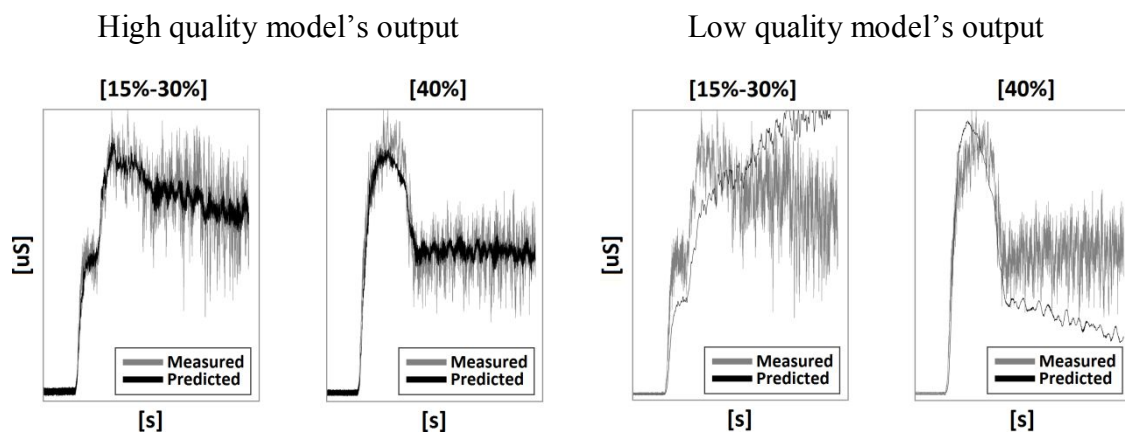 High quality model’s output
Low quality model’s output
[15%-30%]
[40%]
[15%-30%]
[40%]
[uS]
Measured
Predicted
[s]
Measured
Predicted
[s]
[uS]
Measured
Predicted
[s]
Measured
Predicted
[s]